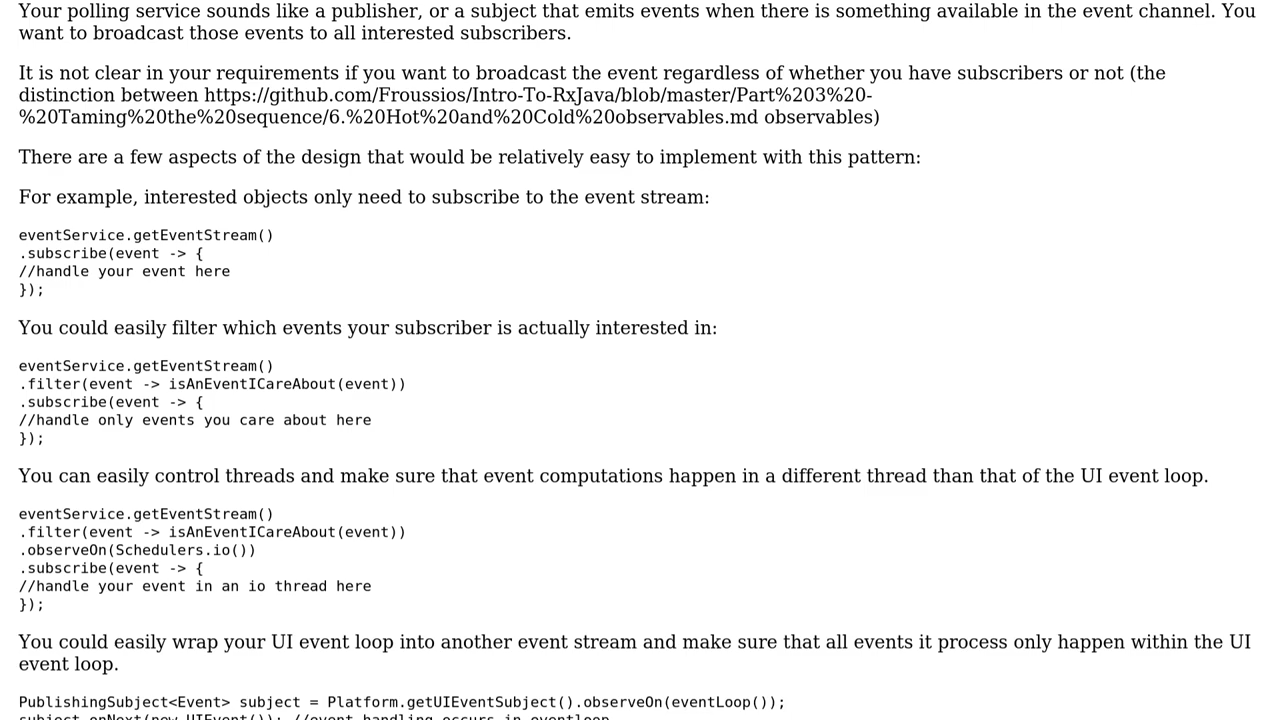 Your polling service sounds like a publisher, or a subject that emits events when there is something available in the event channel. You
want to broadcast those events to all interested subscribers.
It is not clear in your requirements if you want to broadcast the event regardless of whether you have subscribers or not (the
distinction between https://github.com/Froussios/Intro-To-RxJava/blob/master/Part%203%20-
%20Taming%20the%20sequence/6.%20Hot%20and%20Cold%20observables.md observables)
There are a few aspects of the design that would be relatively easy to implement with this pattern:
For example, interested objects only need to subscribe to the event stream:
eventService.getEventStream()
.subscribe(event -> {
//handle your event here
});
You could easily filter which events your subscriber is actually interested in:
eventService.getEventStream()
.filter(event -> isAnEventICareAbout(event))
.subscribe(event -> {
//handle only events you care about here
});
You can easily control threads and make sure that event computations happen in a different thread than that of the UI event loop.
eventService.getEventStream()
.filter(event -> isAnEventICareAbout(event))
.observeOn(Schedulers.io())
.subscribe(event -> {
//handle your event in an io thread here
});
You could easily wrap your UI event loop into another event stream and make sure that all events it process only happen within the UI
event loop.
PublishingSubject<Event> subject = Platform.getUIEventSubject().observeOn(eventLoop());
subject.onNext(new UIEvent()); //event handling occurs in eventloop